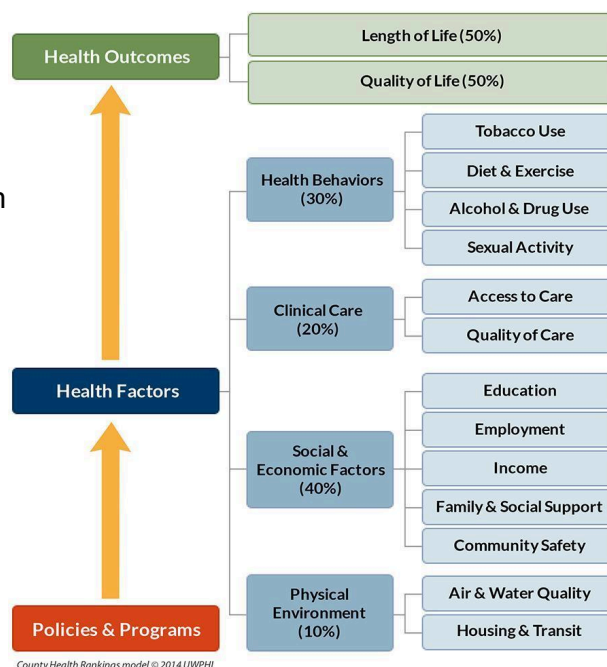 Health Outcomes
Length of Life (50%)
Quality of Life (50%)
n
Health Factors
Health Behaviors
(30%)
Tobacco Use
Diet & Exercise
Alcohol & Drug Use
Sexual Activity
Clinical Care
(20%)
Access to Care
Quality of Care
Social &
Economic Factors
(40%)
Education
Employment
Income
Family & Social Support
Community Safety
Physical
Environment
(10%)
Air & Water Quality
Housing & Transit
Policies & Programs
County Health Rankings model © 2014 UWPHI